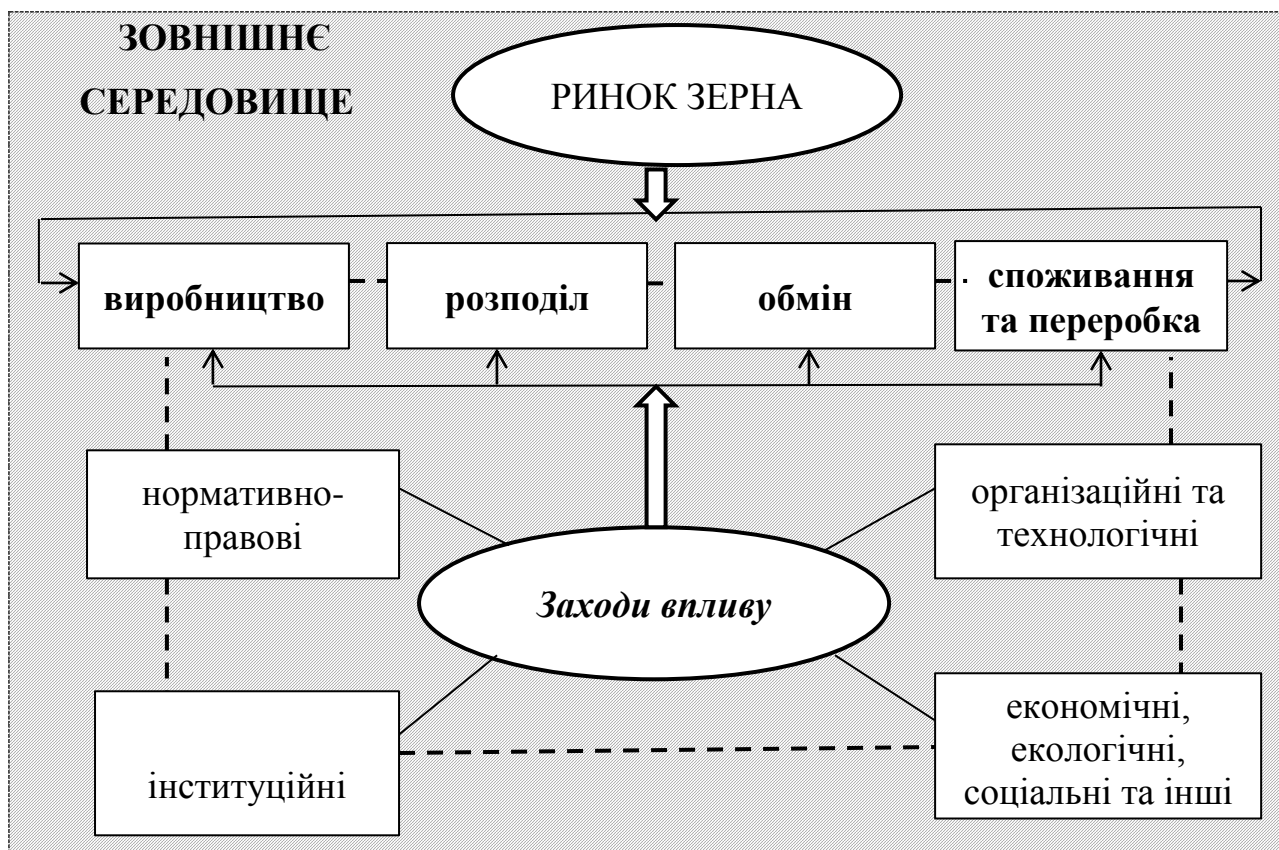 ЗОВНІШНЄ
СЕРЕДОВИЩЕ
РИНОК ЗЕРНА
виробництво
розподіл
обмін
споживання
та переробка
нормативно-
правові
організаційні та
технологічні
Заходи впливу
інституційні
економічні,
екологічні,
соціальні та інші